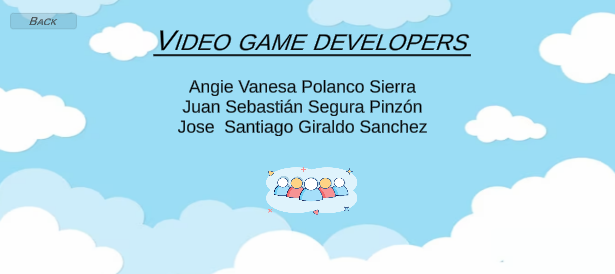 Back
Video game developers
Angie Vanesa Polanco Sierra
Juan Sebastián Segura Pinzón
Jose  Santiago Giraldo Sanchez